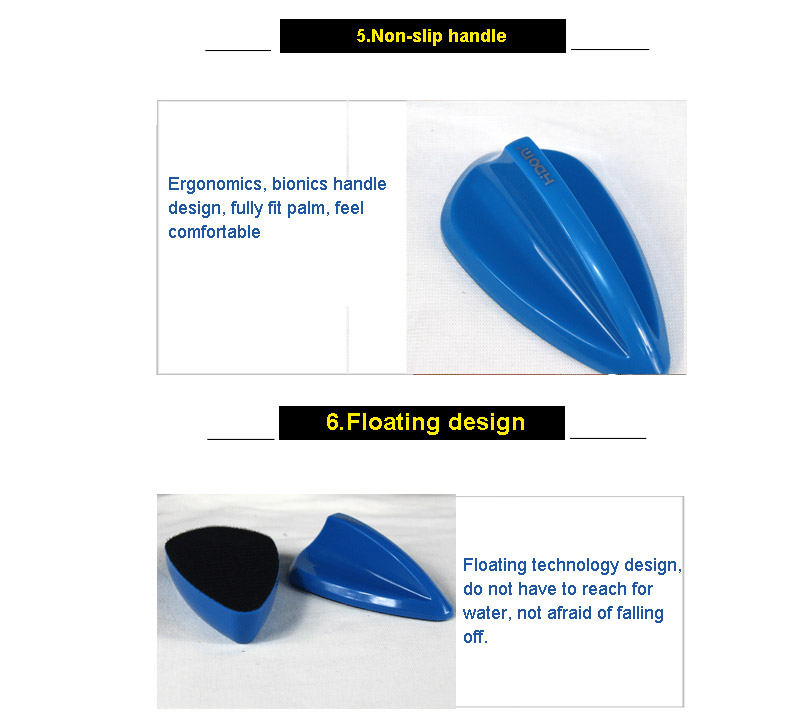 5.Non-slip handle
Ergonomics, bionics handle
design, fully fit palm, feel
comfortable
HiDOM
6.Floating design
Floating technology design,
do not have to reach for
water, not afraid of falling
off.